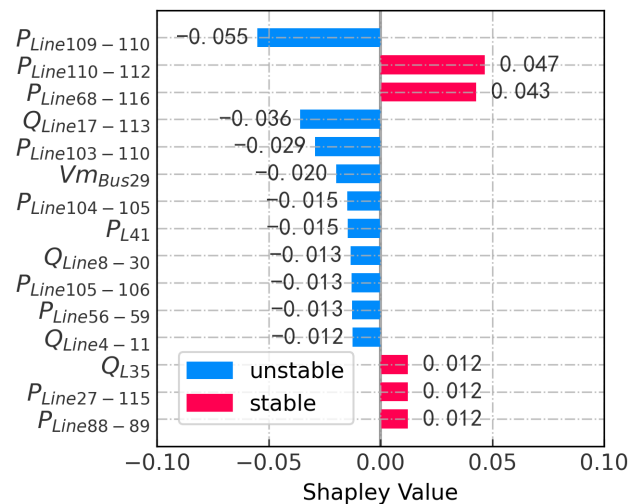 P_Line109-110 -0.055
P_Line110-112 0.047
P_Line68-116 0.043
Q_Line17-113 -0.036
P_Line103-110 -0.029
Vm_Bus29 -0.020
P_Line104-105 -0.015
P_L41 -0.015
Q_Line8-30 -0.013
P_Line105-106 -0.013
P_Line56-59 -0.013
Q_Line4-11 -0.012
Q_L35 0.012
P_Line27-115 0.012
P_Line88-89 0.012
unstable
stable
-0.10 -0.05 0.00 0.05 0.10
Shapley Value